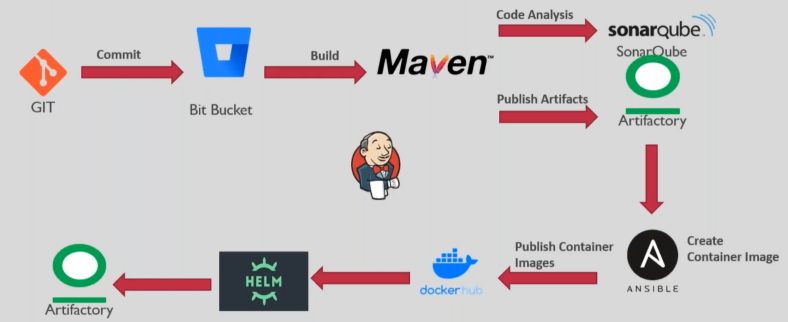 Commit
GIT
Bit Bucket
Build
Maven™
Code Analysis
sonarqube
SonarQube
Publish Artifacts
Artifactory
Create
Container Image
A
ANSIBLE
Publish Container
Images
dockerhub
HELM
Artifactory